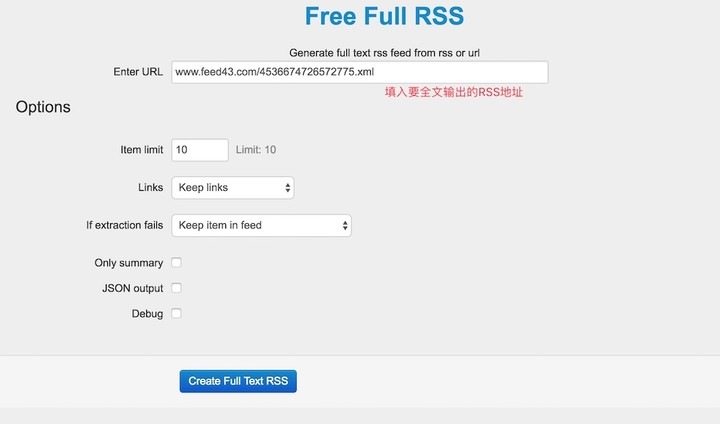 Free Full RSS
Generate full text rss feed from rss or url
Enter URL www.feed43.com/4536674726572775.xml
填入要全文输出的RSS地址
Options
Item limit 10 Limit: 10
Links Keep links
If extraction fails Keep item in feed
Only summary
JSON output
Debug
Create Full Text RSS